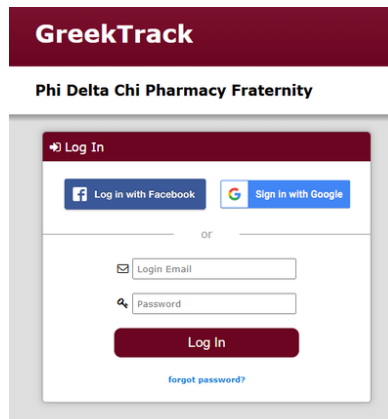 GreekTrack
Phi Delta Chi Pharmacy Fraternity
Log In
Log in with Facebook
Sign in with Google
or
Login Email
Password
Log In
forgot password?